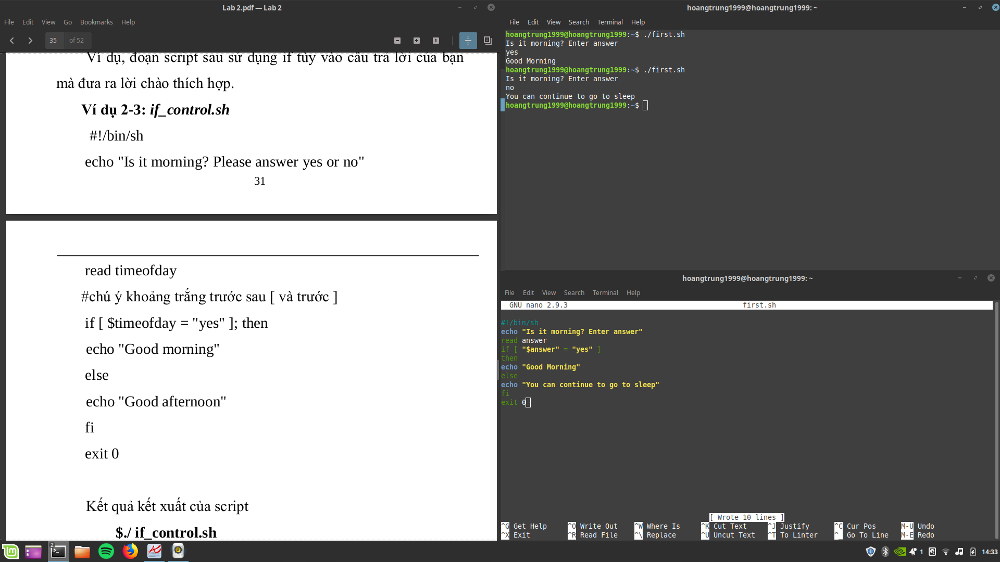 Lab 2.pdf — Lab 2
File Edit View Go Bookmarks Help
35 of 52
Ví dụ, đoạn script sau sử dụng if tùy vào câu trả lời của bạn
mà đưa ra lời chào thích hợp.
Ví dụ 2-3: if_control.sh
#!/bin/sh
echo "Is it morning? Please answer yes or no"
31
read timeofday
#chú ý khoảng trắng trước sau [ và trước ]
if [ $timeofday = "yes" ]; then
echo "Good morning"
else
echo "Good afternoon"
fi
exit 0
Kết quả kết xuất của script
$./ if_control.sh
hoangtrung1999@hoangtrung1999: ~
File Edit View Search Terminal Help
hoangtrung1999@hoangtrung1999:~$ ./first.sh
Is it morning? Enter answer
yes
Good Morning
hoangtrung1999@hoangtrung1999:~$ ./first.sh
Is it morning? Enter answer
no
You can continue to go to sleep
hoangtrung1999@hoangtrung1999:~$
hoangtrung1999@hoangtrung1999: ~
File Edit View Search Terminal Help
GNU nano 2.9.3 first.sh
#!/bin/sh
echo "Is it morning? Enter answer"
read answer
if [ "$answer" = "yes" ]
then
echo "Good Morning"
else
echo "You can continue to go to sleep"
fi
exit 0
[ Wrote 10 lines ]
^G Get Help ^O Write Out ^W Where Is ^K Cut Text ^J Justify ^C Cur Pos M-U Undo
^X Exit ^R Read File ^\ Replace ^U Uncut Text ^T To Linter ^_ Go To Line M-E Redo
2
1 14:33